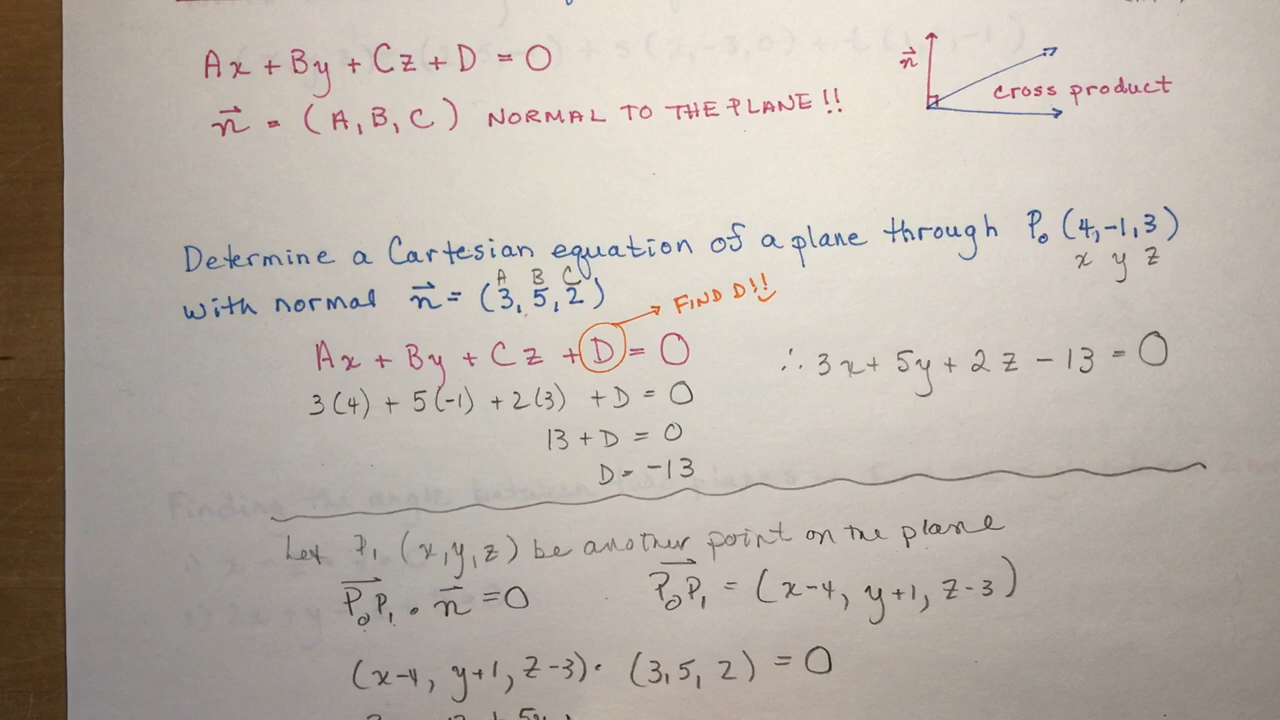 Ax + By + Cz + D = 0
n⃗ = (A, B, C) NORMAL TO THE PLANE!!
n⃗
cross product
Determine a Cartesian equation of a plane through P₀ (4,-1,3)
x y z
A B C
with normal n⃗ = (3, 5, 2)
FIND D!!
Ax + By + Cz + D = 0
3(4) + 5(-1) + 2(3) + D = 0
13 + D = 0
D = -13
∴ 3x + 5y + 2z - 13 = 0
Let P₁ (x,y,z) be another point on the plane
P₀P₁ · n⃗ = 0
P₀P₁ = (x-4, y+1, z-3)
(x-4, y+1, z-3) · (3,5,2) = 0